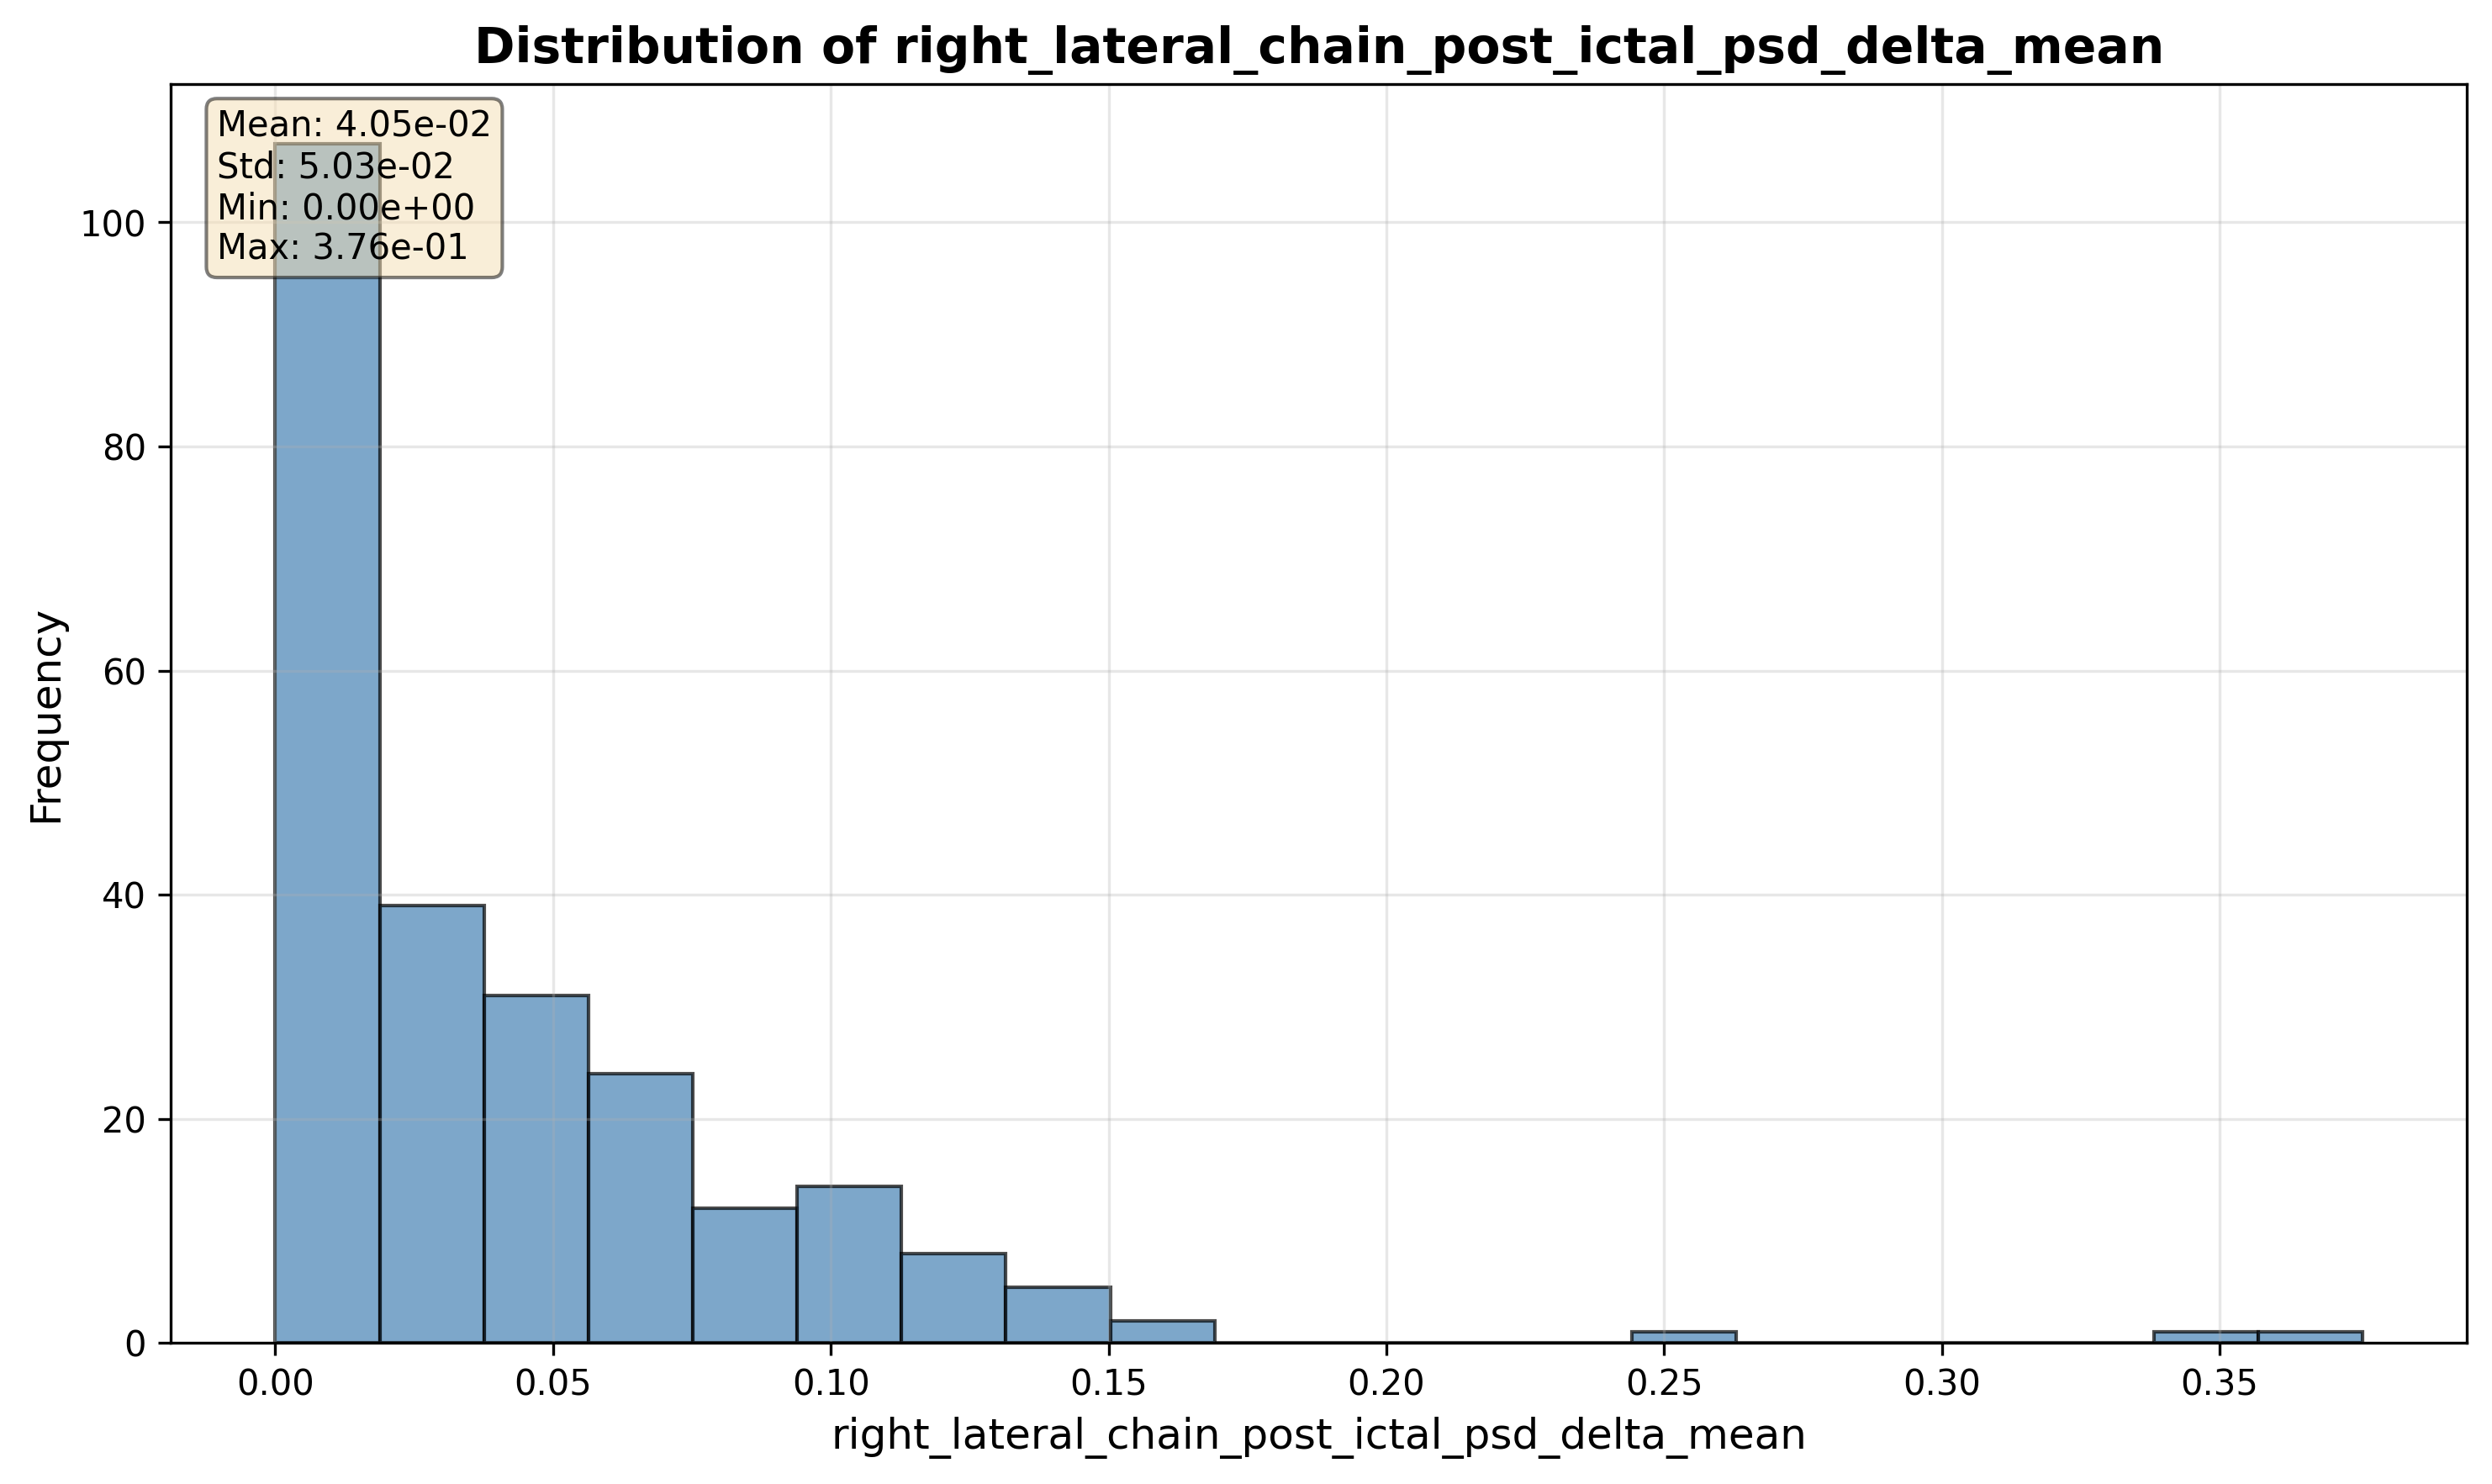 Distribution of right_lateral_chain_post_ictal_psd_delta_mean
Mean: 4.05e-02
Std: 5.03e-02
Min: 0.00e+00
Max: 3.76e-01
100
80
60
40
20
0
Frequency
0.00 0.05 0.10 0.15 0.20 0.25 0.30 0.35
right_lateral_chain_post_ictal_psd_delta_mean